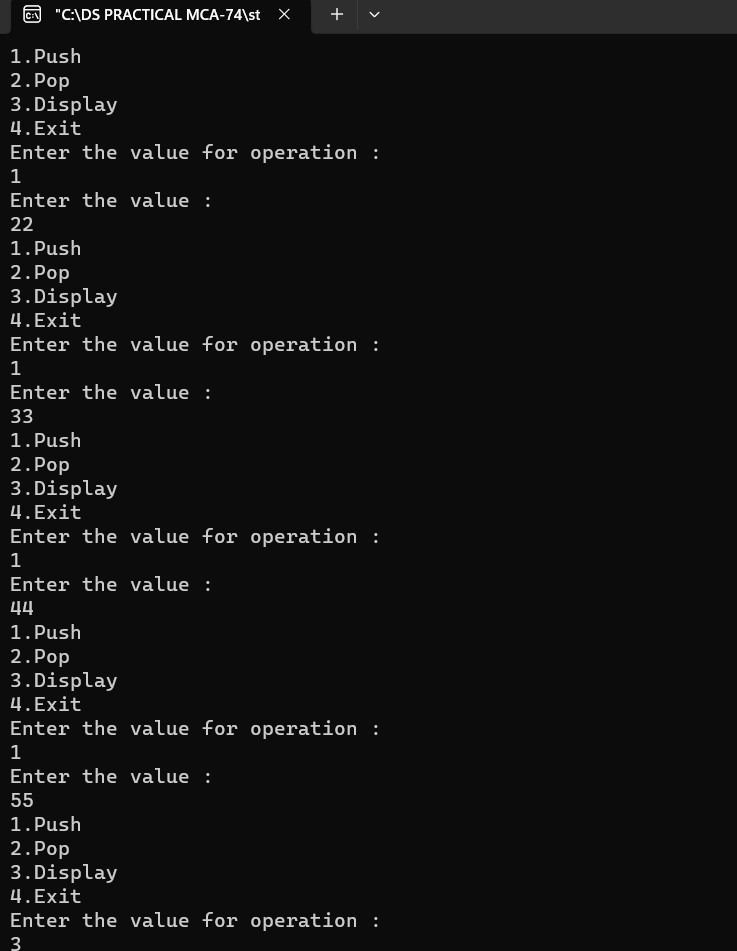 "C:\DS PRACTICAL MCA-74\st
1.Push
2.Pop
3.Display
4.Exit
Enter the value for operation :
1
Enter the value :
22
1.Push
2.Pop
3.Display
4.Exit
Enter the value for operation :
1
Enter the value :
33
1.Push
2.Pop
3.Display
4.Exit
Enter the value for operation :
1
Enter the value :
44
1.Push
2.Pop
3.Display
4.Exit
Enter the value for operation :
1
Enter the value :
55
1.Push
2.Pop
3.Display
4.Exit
Enter the value for operation :
3